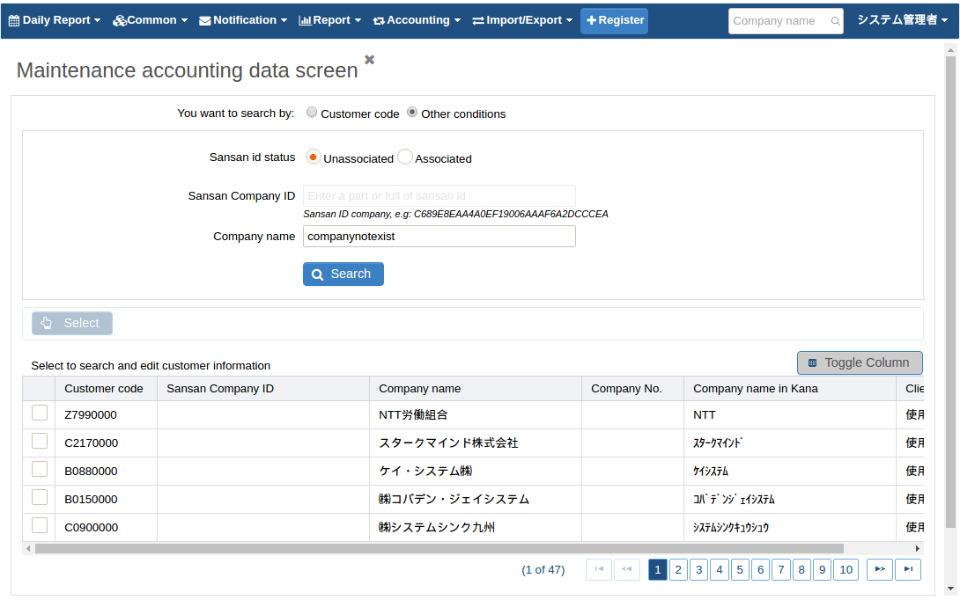 Daily Report Common Notification Report Accounting Import/Export Register Company name システム管理者
Maintenance accounting data screen
You want to search by: Customer code Other conditions
Sansan id status Unassociated Associated
Sansan Company ID Enter a part or full of sansan id
Sansan ID company, e.g: C689E8EAA4A0EF19006AAAF6A2DCCCEA
Company name companynotexist
Search
Select
Select to search and edit customer information Toggle Column
Customer code Sansan Company ID Company name Company No. Company name in Kana Clie
Z7990000 NTT労働組合 NTT 使用
C2170000 スタークマインド株式会社 ｽﾀｰｸﾏｲﾝﾄﾞ 使用
B0880000 ケイ・システム㈱ ｹｲｼｽﾃﾑ 使用
B0150000 ㈱コバデン・ジェイシステム ｺﾊﾞﾃﾞﾝｼﾞｪｲｼｽﾃﾑ 使用
C0900000 ㈱システムシンク九州 ｼｽﾃﾑｼﾝｸｷｭｳｼｭｳ 使用
(1 of 47) 1 2 3 4 5 6 7 8 9 10